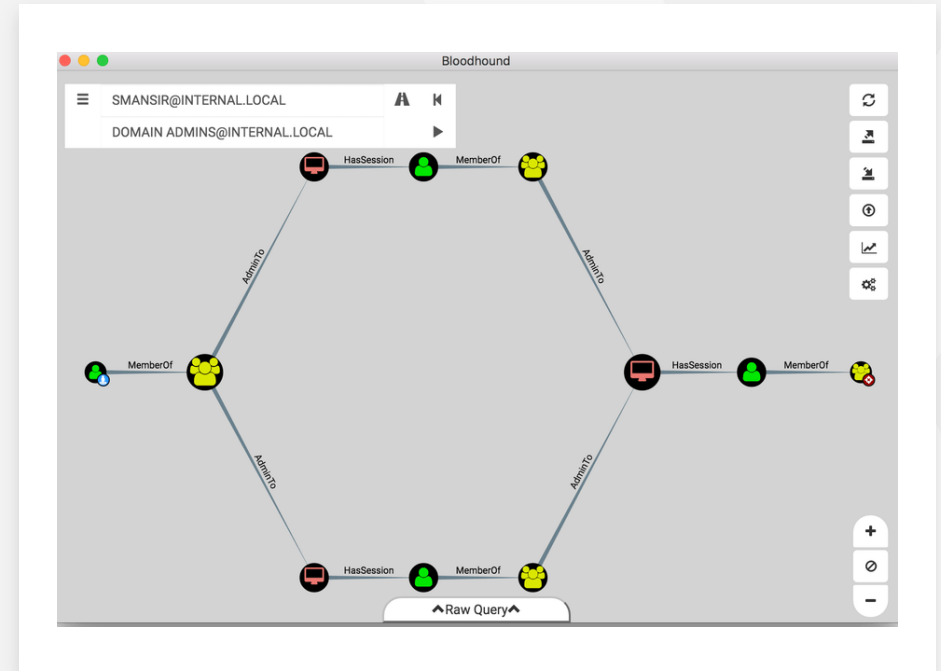 Bloodhound
SMANSIR@INTERNAL.LOCAL
DOMAIN ADMINS@INTERNAL.LOCAL
HasSession
MemberOf
AdminTo
AdminTo
MemberOf
HasSession
MemberOf
AdminTo
AdminTo
HasSession
MemberOf
Raw Query